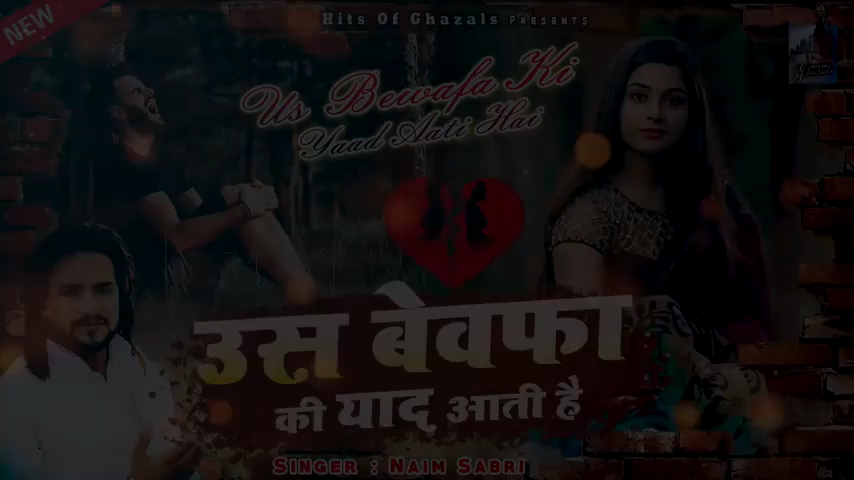 NEW
Hits Of Ghazals PRESENTS
Us Bewafa Ki
Yaad Aati Hai
उस बेवफा
की याद आती है
SINGER : NAIM SABRI